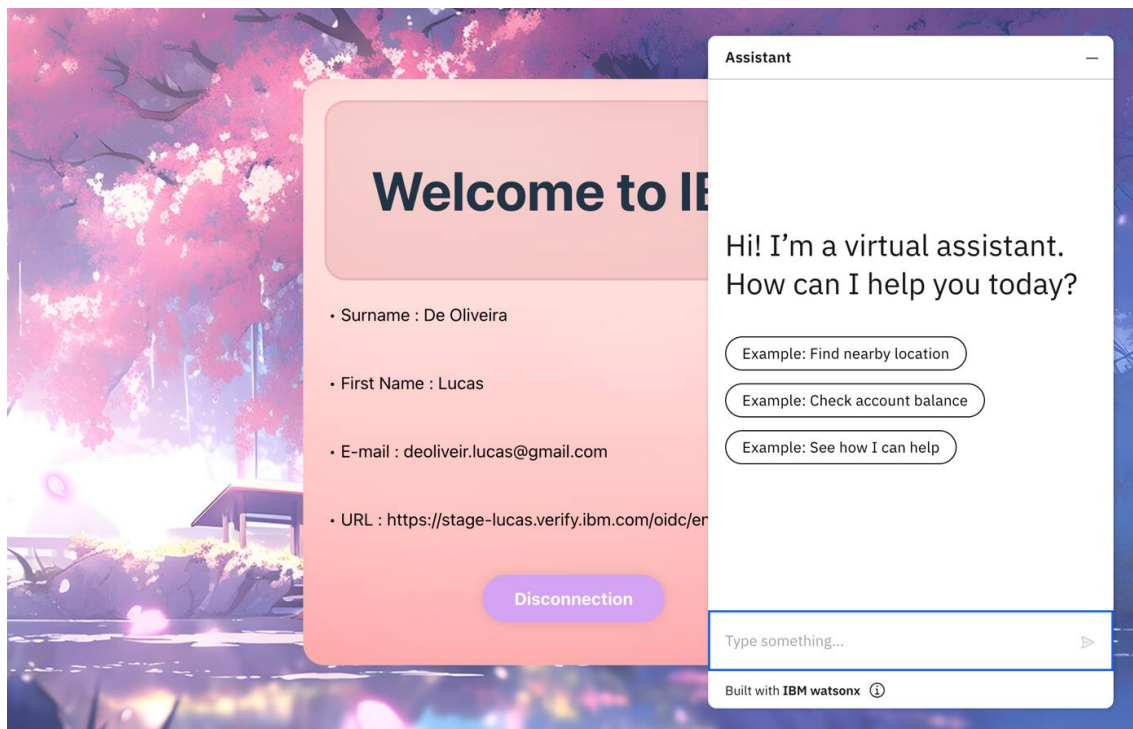 Welcome to IB
• Surname : De Oliveira
• First Name : Lucas
• E-mail : deoliveir.lucas@gmail.com
• URL : https://stage-lucas.verify.ibm.com/oidc/er
Disconnection
Assistant
Hi! I'm a virtual assistant.
How can I help you today?
Example: Find nearby location
Example: Check account balance
Example: See how I can help
Type something...
Built with IBM watsonx